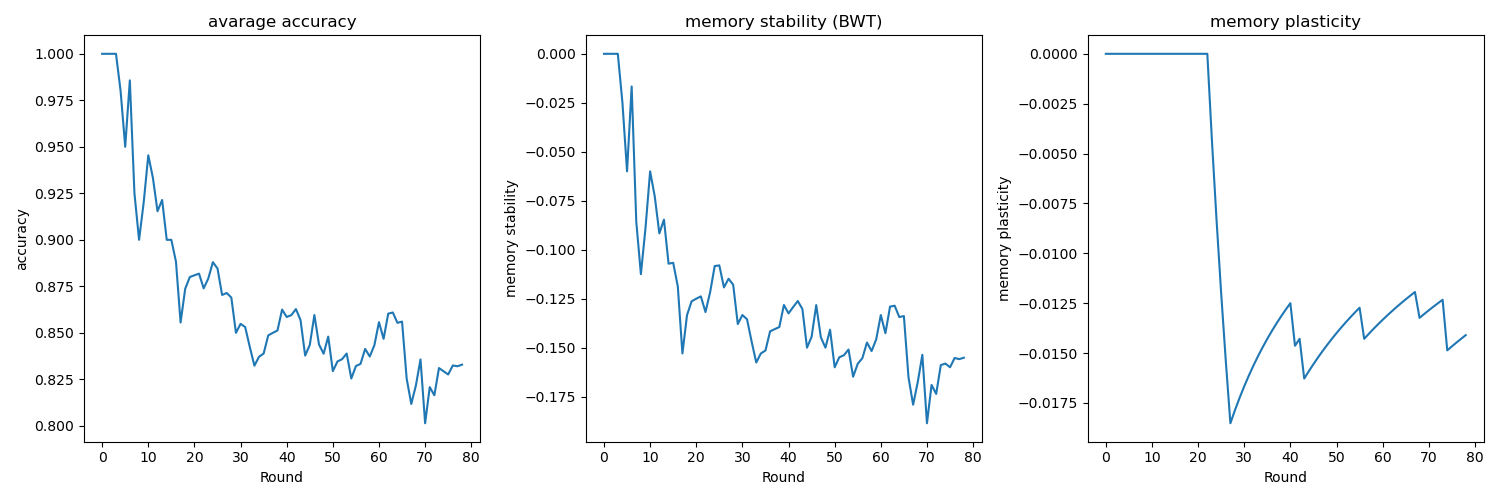 avarage accuracy
1.000
0.975
0.950
0.925
0.900
0.875
0.850
0.825
0.800
accuracy
0 10 20 30 40 50 60 70 80
Round
memory stability (BWT)
0.000
−0.025
−0.050
−0.075
−0.100
−0.125
−0.150
−0.175
memory stability
0 10 20 30 40 50 60 70 80
Round
memory plasticity
0.0000
−0.0025
−0.0050
−0.0075
−0.0100
−0.0125
−0.0150
−0.0175
memory plasticity
0 10 20 30 40 50 60 70 80
Round